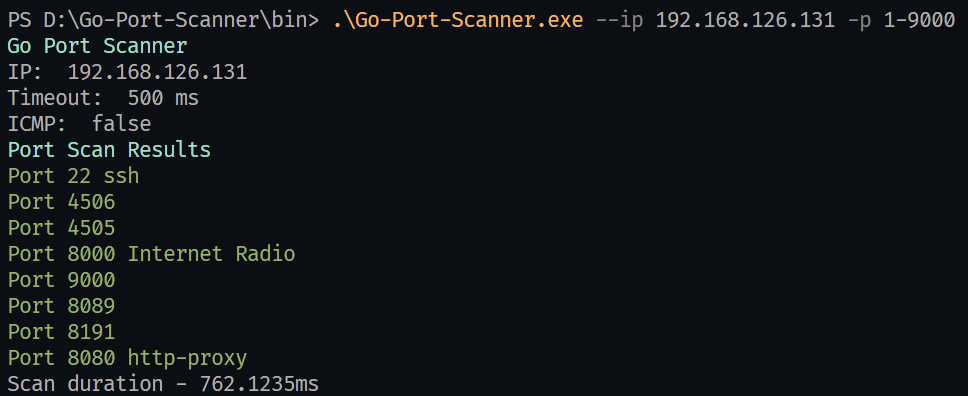 PS D:\Go-Port-Scanner\bin> .\Go-Port-Scanner.exe --ip 192.168.126.131 -p 1-9000
Go Port Scanner
IP:  192.168.126.131
Timeout:  500 ms
ICMP:  false
Port Scan Results
Port 22 ssh
Port 4506
Port 4505
Port 8000 Internet Radio
Port 9000
Port 8089
Port 8191
Port 8080 http-proxy
Scan duration - 762.1235ms